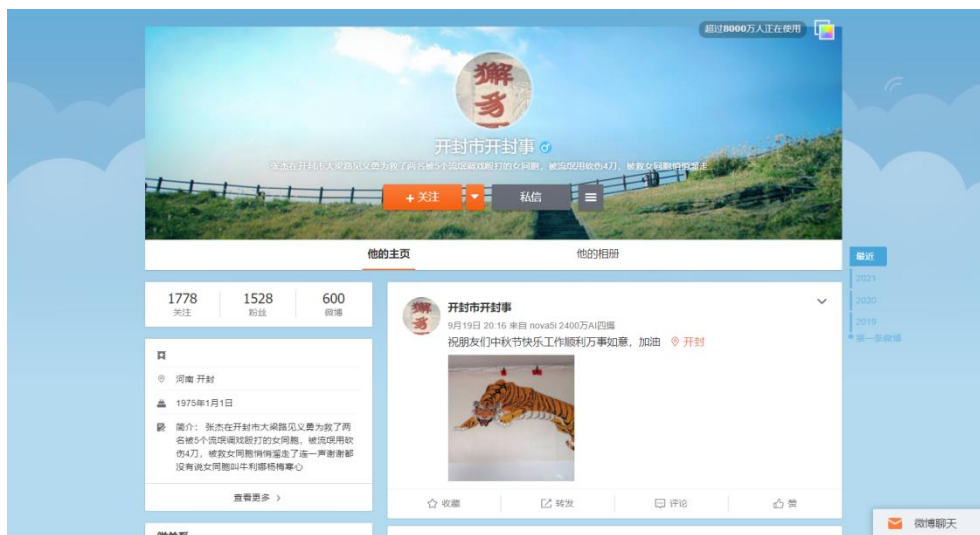 超过8000万人正在使用
獬豸
开封市开封事
张杰在开封市大梁路见义勇为救了两名被5个流氓调戏殴打的女同胞，被流氓用砍伤4刀，被救女同胞悄悄溜走
+关注
私信
他的主页
他的相册
最近
2021
2020
2019
第一条微博
1778
关注
1528
粉丝
600
微博
河南 开封
1975年1月1日
简介： 张杰在开封市大梁路见义勇为救了两
名被5个流氓调戏殴打的女同胞，被流氓用砍
伤4刀，被救女同胞悄悄溜走了连一声谢谢都
没有说女同胞叫牛利娜杨梅寒心
查看更多 >
开封市开封事
9月19日 20:16 来自 nova5i 2400万AI四摄
祝朋友们中秋节快乐工作顺利万事如意，加油 开封
收藏
转发
评论
赞
微博聊天